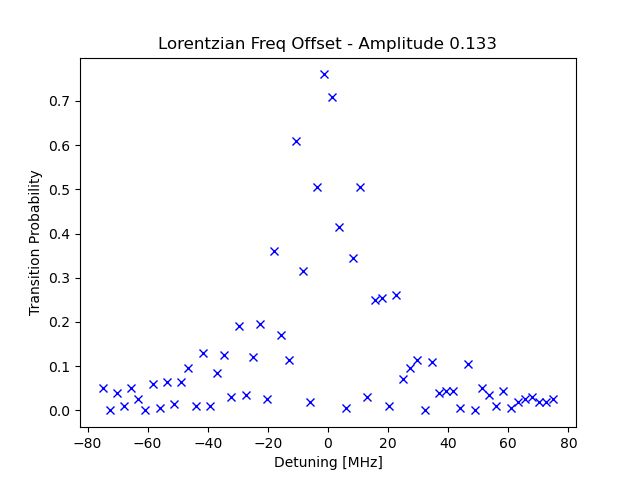 Lorentzian Freq Offset - Amplitude 0.133
Transition Probability
0.7
0.6
0.5
0.4
0.3
0.2
0.1
0.0
−80 −60 −40 −20 0 20 40 60 80
Detuning [MHz]